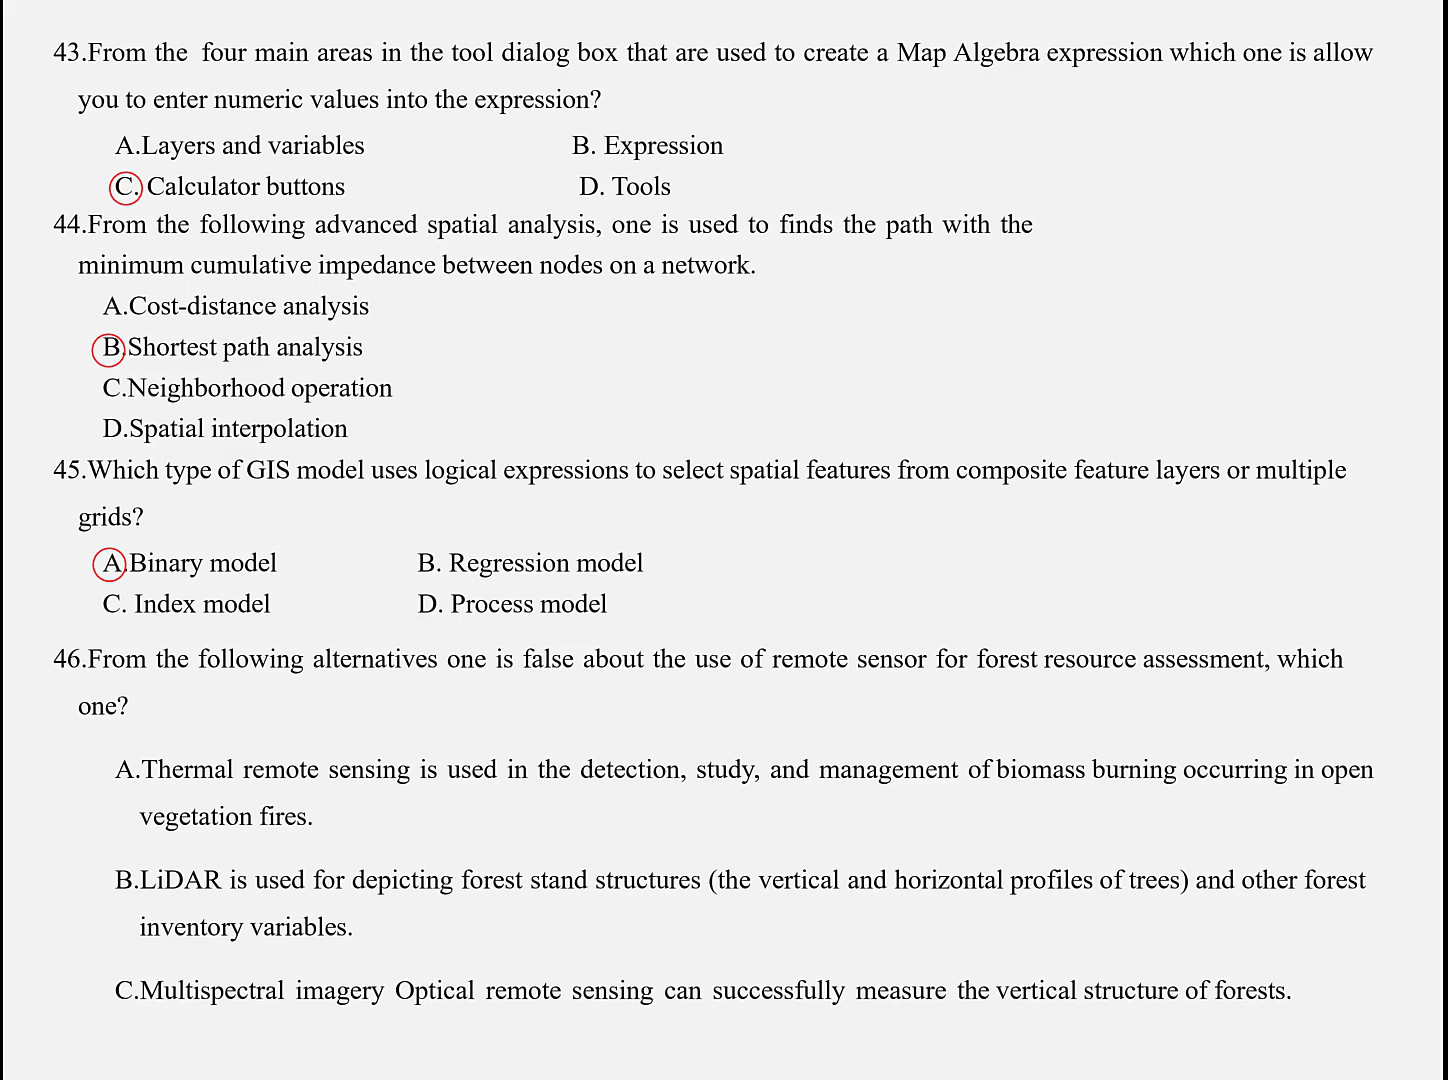 43.From the four main areas in the tool dialog box that are used to create a Map Algebra expression which one is allow
you to enter numeric values into the expression?
A.Layers and variables B. Expression
C. Calculator buttons D. Tools
44.From the following advanced spatial analysis, one is used to finds the path with the
minimum cumulative impedance between nodes on a network.
A.Cost-distance analysis
B.Shortest path analysis
C.Neighborhood operation
D.Spatial interpolation
45.Which type of GIS model uses logical expressions to select spatial features from composite feature layers or multiple
grids?
A.Binary model B. Regression model
C. Index model D. Process model
46.From the following alternatives one is false about the use of remote sensor for forest resource assessment, which
one?
A.Thermal remote sensing is used in the detection, study, and management of biomass burning occurring in open
vegetation fires.
B.LiDAR is used for depicting forest stand structures (the vertical and horizontal profiles of trees) and other forest
inventory variables.
C.Multispectral imagery Optical remote sensing can successfully measure the vertical structure of forests.